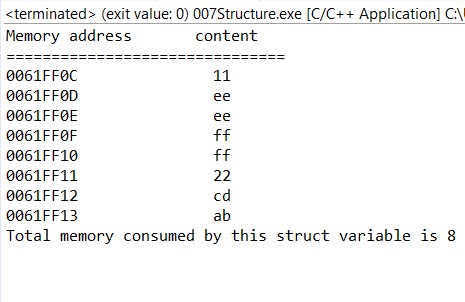 <terminated> (exit value: 0) 007Structure.exe [C/C++ Application] C:\
Memory address content
==============================
0061FF0C 11
0061FF0D ee
0061FF0E ee
0061FF0F ff
0061FF10 ff
0061FF11 22
0061FF12 cd
0061FF13 ab
Total memory consumed by this struct variable is 8